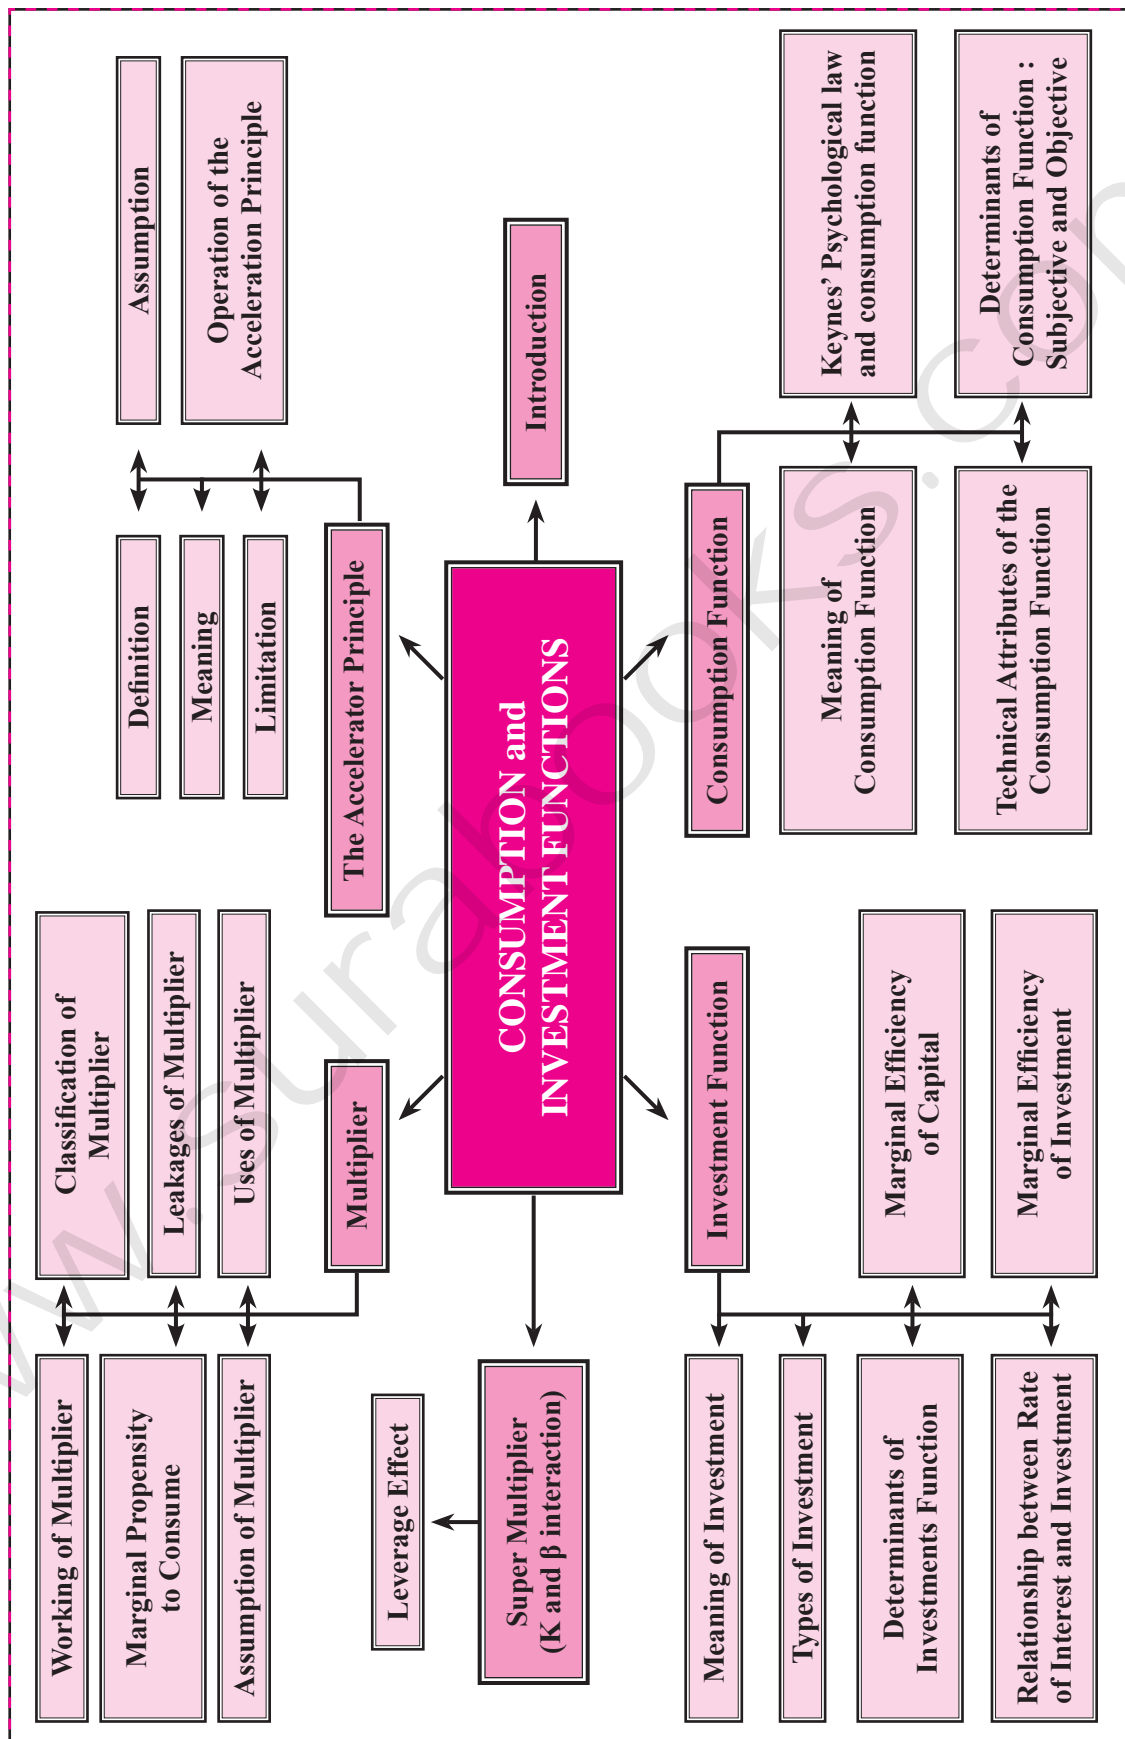 Working of Multiplier
Marginal Propensity
to Consume
Assumption of Multiplier
Classification of
Multiplier
Leakages of Multiplier
Uses of Multiplier
Multiplier
Definition
Meaning
Limitation
Assumption
Operation of the
Acceleration Principle
The Accelerator Principle
Leverage Effect
Super Multiplier
(K and β interaction)
CONSUMPTION and
INVESTMENT FUNCTIONS
Introduction
Investment Function
Meaning of Investment
Types of Investment
Determinants of
Investments Function
Relationship between Rate
of Interest and Investment
Marginal Efficiency
of Capital
Marginal Efficiency
of Investment
Consumption Function
Meaning of
Consumption Function
Technical Attributes of the
Consumption Function
Keynes’ Psychological law
and consumption function
Determinants of
Consumption Function :
Subjective and Objective